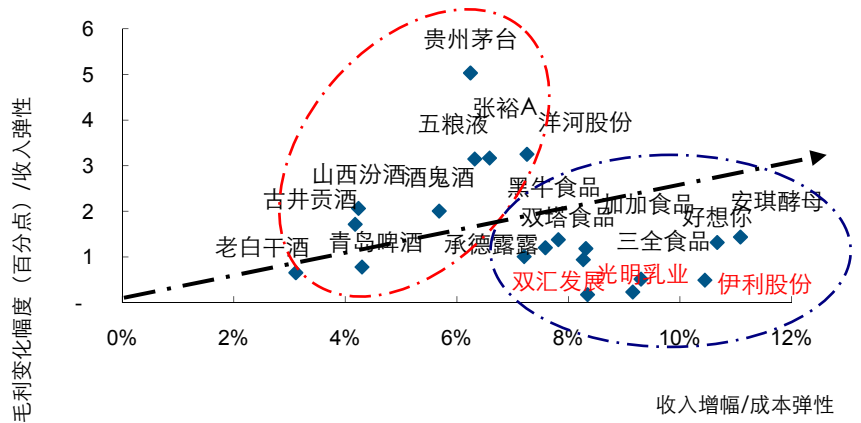 毛利变化幅度（百分点）/收入弹性
6
5
4
3
2
1
-
贵州茅台
张裕A
五粮液
洋河股份
山西汾酒
酒鬼酒
黑牛食品
古井贡酒
双塔食品
加加食品
好想你
安琪酵母
老白干酒
青岛啤酒
承德露露
三全食品
双汇发展
光明乳业
伊利股份
0%
2%
4%
6%
8%
10%
12%
收入增幅/成本弹性